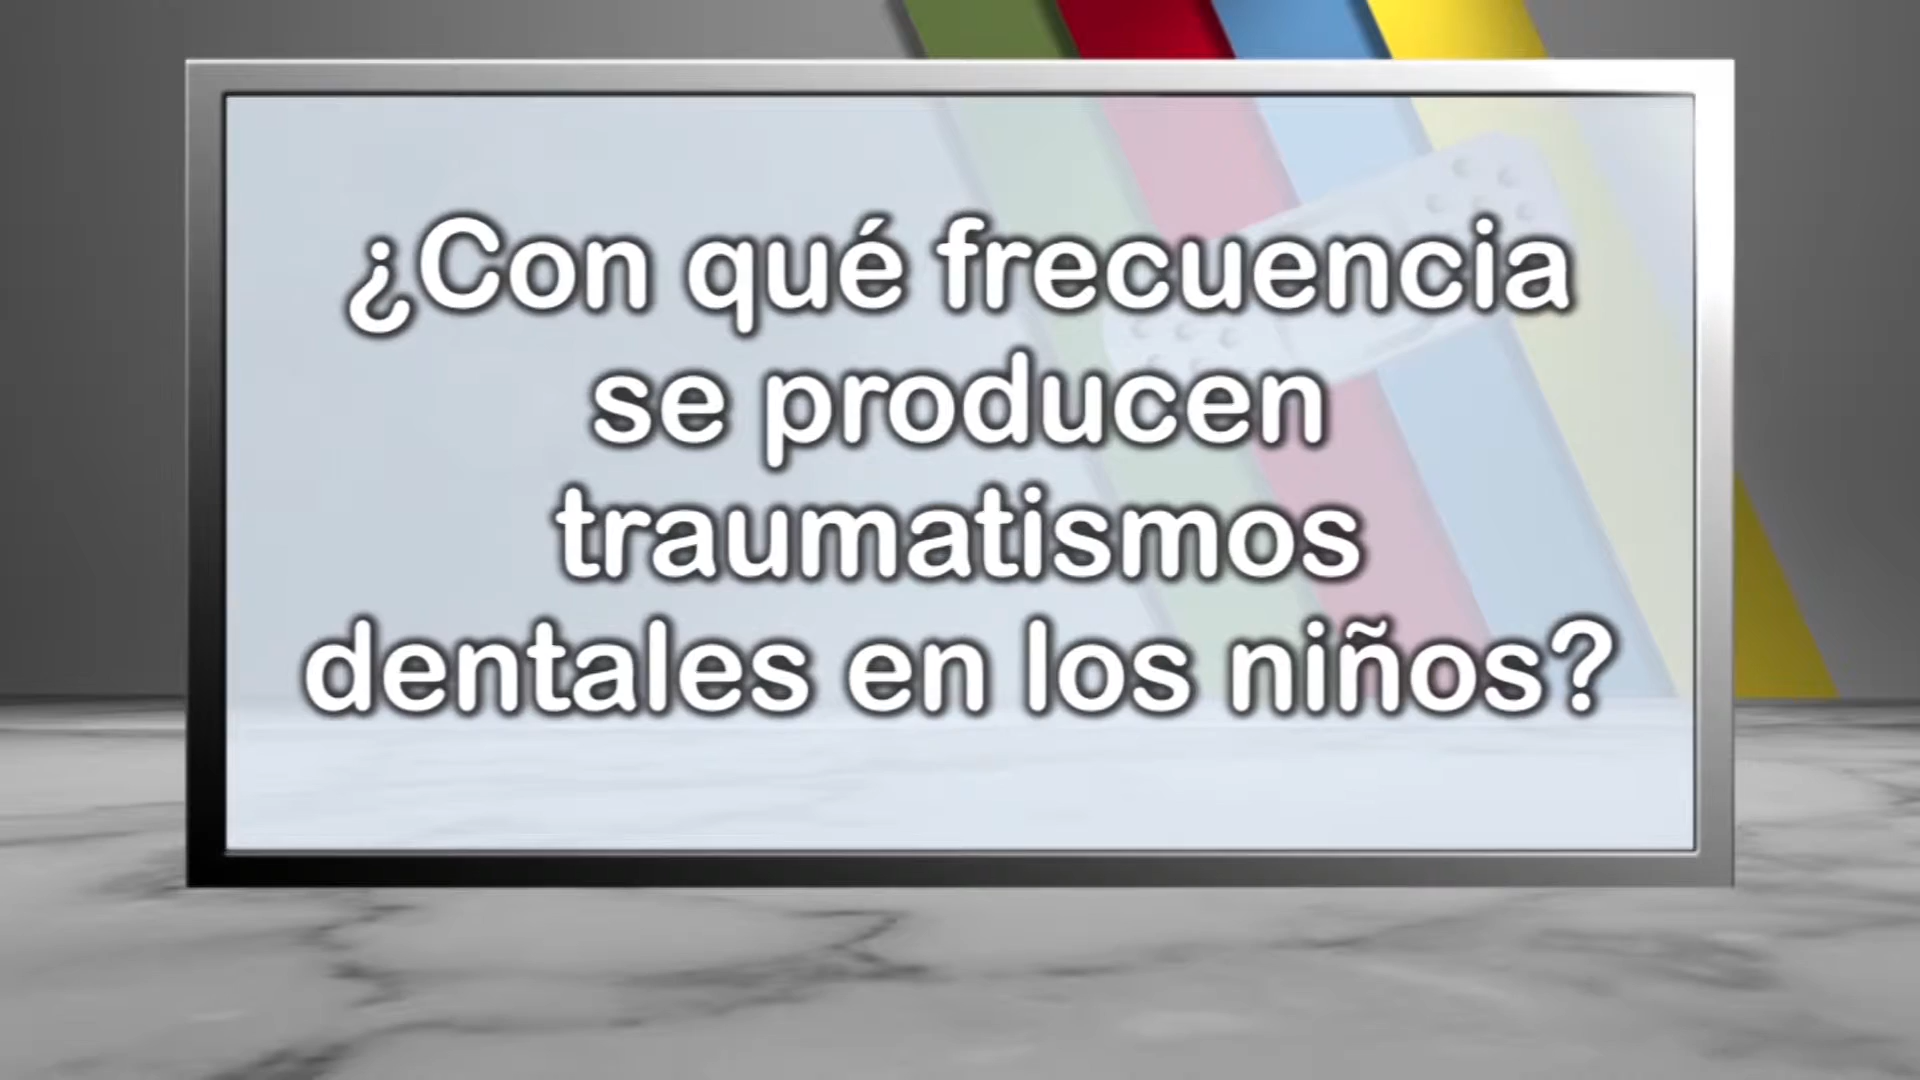 ¿Con qué frecuencia
se producen
traumatismos
dentales en los niños?